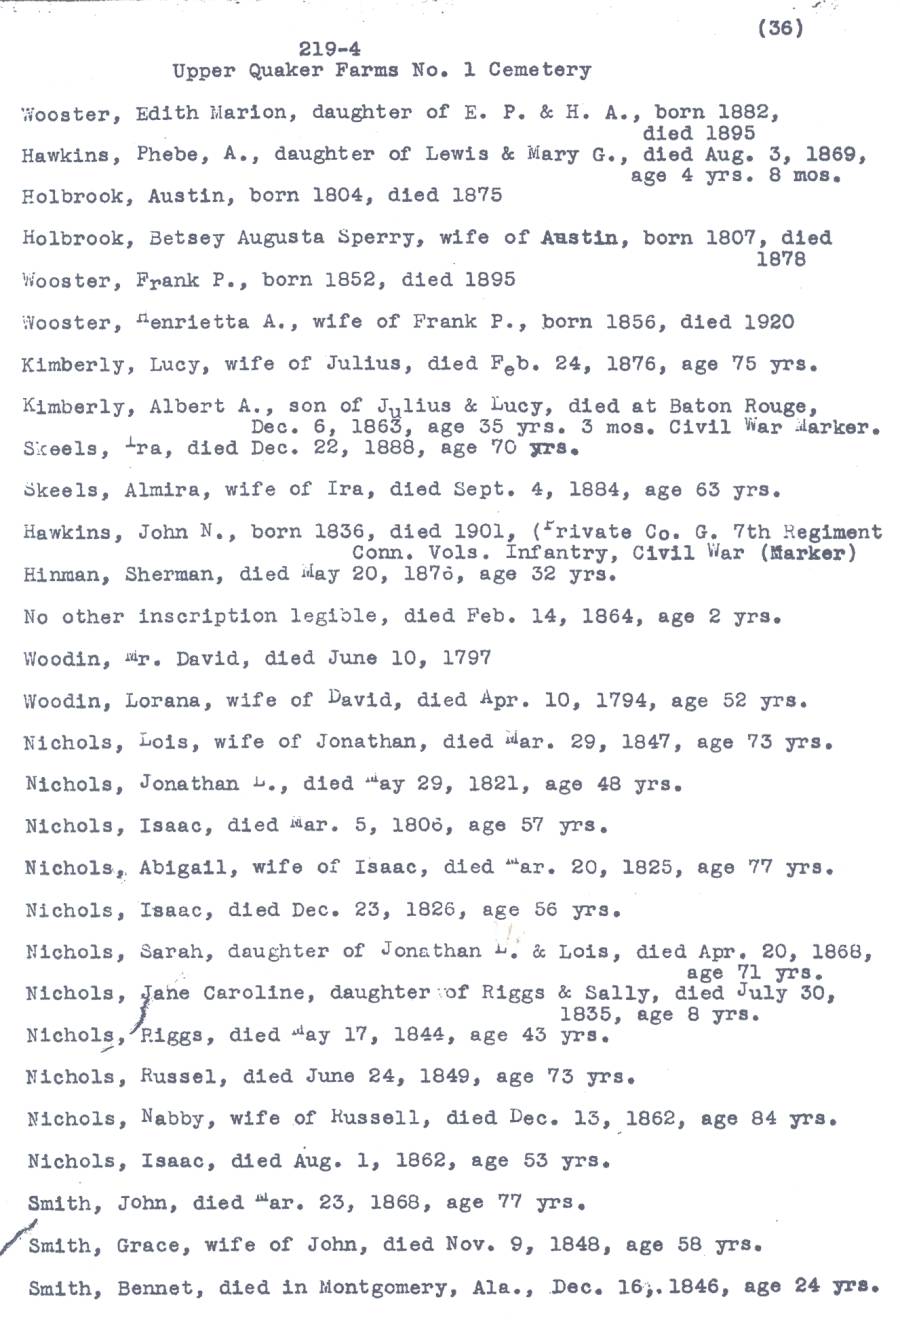 (36)
219-4
Upper Quaker Farms No. 1 Cemetery
Wooster, Edith Marion, daughter of E. P. & H. A., born 1882,
died 1895
Hawkins, Phebe, A., daughter of Lewis & Mary G., died Aug. 3, 1869,
age 4 yrs. 8 mos.
Holbrook, Austin, born 1804, died 1875
Holbrook, Betsey Augusta Sperry, wife of Austin, born 1807, died
1878
Wooster, Frank P., born 1852, died 1895
Wooster, Henrietta A., wife of Frank P., born 1856, died 1920
Kimberly, Lucy, wife of Julius, died Feb. 24, 1876, age 75 yrs.
Kimberly, Albert A., son of Julius & Lucy, died at Baton Rouge,
Dec. 6, 1863, age 35 yrs. 3 mos. Civil War Marker.
Skeels, Ira, died Dec. 22, 1888, age 70 yrs.
Skeels, Almira, wife of Ira, died Sept. 4, 1884, age 63 yrs.
Hawkins, John N., born 1836, died 1901, (Private Co. G. 7th Regiment
Conn. Vols. Infantry, Civil War (Marker)
Hinman, Sherman, died May 20, 1876, age 32 yrs.
No other inscription legible, died Feb. 14, 1864, age 2 yrs.
Woodin, Mr. David, died June 10, 1797
Woodin, Lorana, wife of David, died Apr. 10, 1794, age 52 yrs.
Nichols, Lois, wife of Jonathan, died Mar. 29, 1847, age 73 yrs.
Nichols, Jonathan L., died May 29, 1821, age 48 yrs.
Nichols, Isaac, died Mar. 5, 1806, age 57 yrs.
Nichols, Abigail, wife of Isaac, died Mar. 20, 1825, age 77 yrs.
Nichols, Isaac, died Dec. 23, 1826, age 56 yrs.
Nichols, Sarah, daughter of Jonathan L. & Lois, died Apr. 20, 1868,
age 71 yrs.
Nichols, Jane Caroline, daughter of Riggs & Sally, died July 30,
1835, age 8 yrs.
Nichols, Riggs, died May 17, 1844, age 43 yrs.
Nichols, Russel, died June 24, 1849, age 73 yrs.
Nichols, Nabby, wife of Russell, died Dec. 13, 1862, age 84 yrs.
Nichols, Isaac, died Aug. 1, 1862, age 53 yrs.
Smith, John, died Mar. 23, 1868, age 77 yrs.
Smith, Grace, wife of John, died Nov. 9, 1848, age 58 yrs.
Smith, Bennet, died in Montgomery, Ala., Dec. 16, 1846, age 24 yrs.